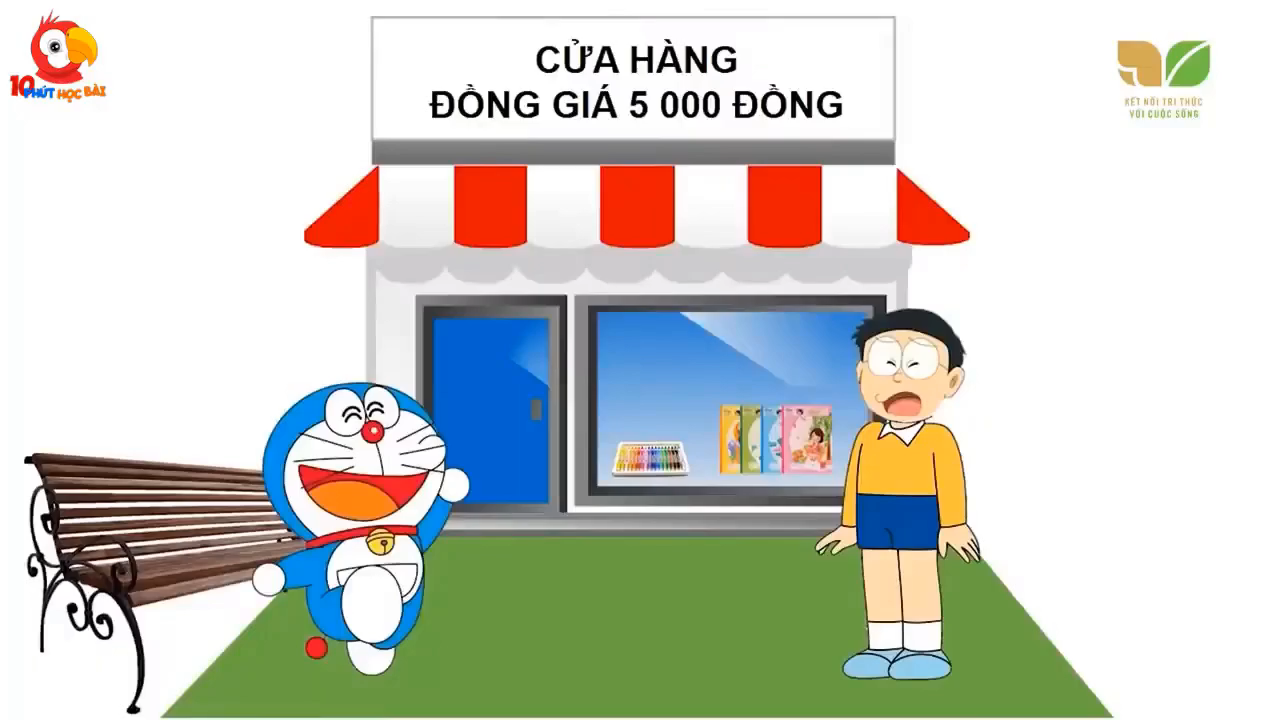 10 PHÚT HỌC BÀI
CỬA HÀNG
ĐỒNG GIÁ 5 000 ĐỒNG
KẾT NỐI TRI THỨC
VỚI CUỘC SỐNG